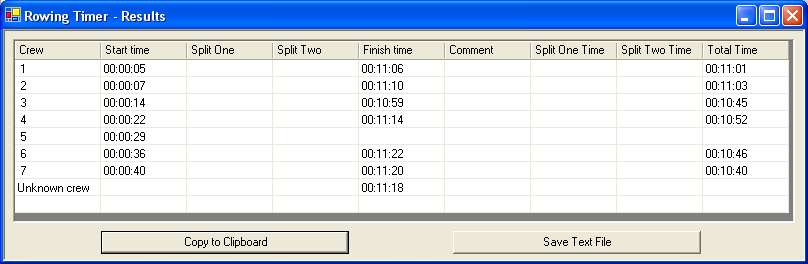 Rowing Timer - Results
Crew Start time Split One Split Two Finish time Comment Split One Time Split Two Time Total Time
1 00:00:05 00:11:06 00:11:01
2 00:00:07 00:11:10 00:11:03
3 00:00:14 00:10:59 00:10:45
4 00:00:22 00:11:14 00:10:52
5 00:00:29
6 00:00:36 00:11:22 00:10:46
7 00:00:40 00:11:20 00:10:40
Unknown crew 00:11:18
Copy to Clipboard Save Text File